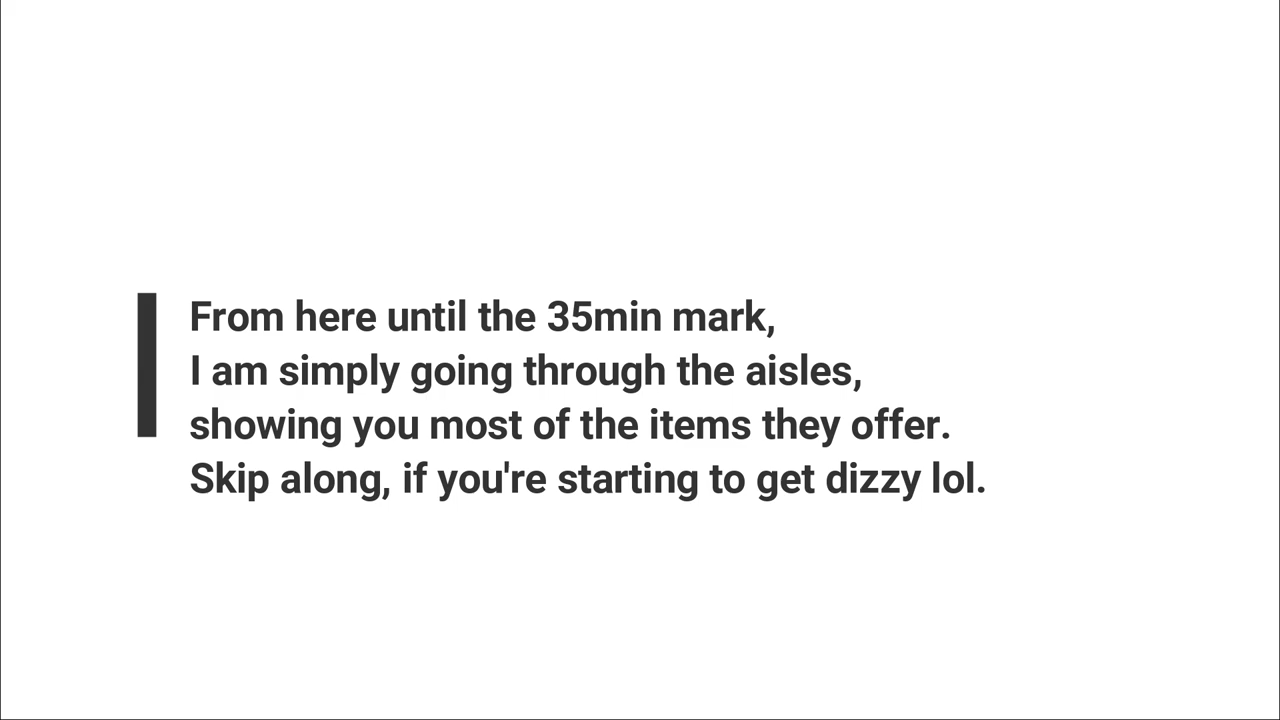 From here until the 35min mark,
I am simply going through the aisles,
showing you most of the items they offer.
Skip along, if you're starting to get dizzy lol.